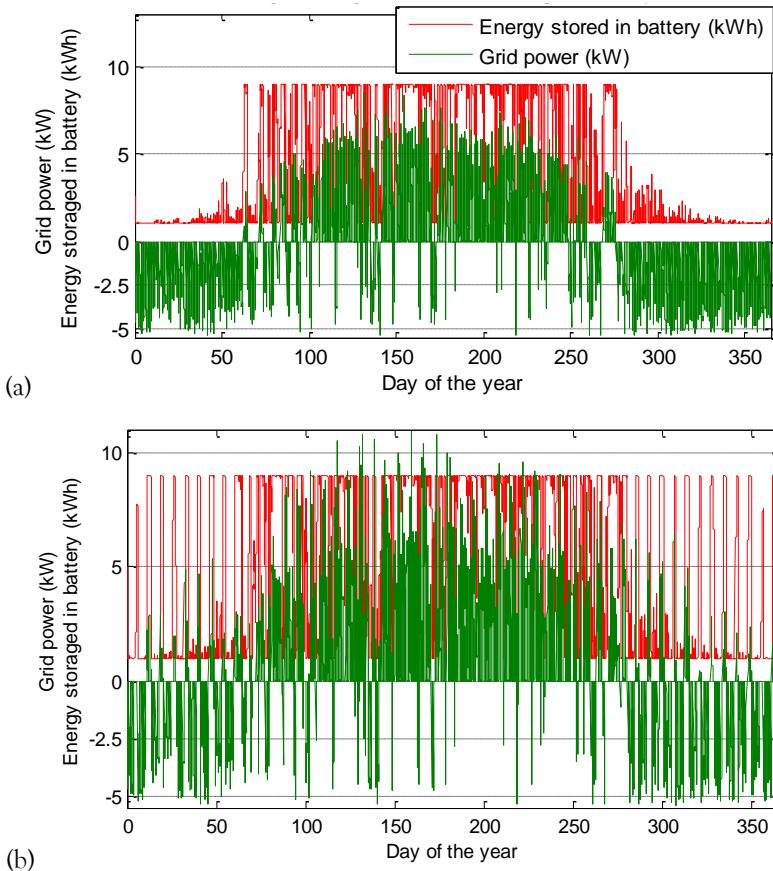 Energy stored in battery (kWh)
Grid power (kW)
Grid power (kW)
Energy storaged in battery (kWh)
10
5
0
-2.5
-5
0 50 100 150 200 250 300 350
Day of the year
(a)
Grid power (kW)
Energy storaged in battery (kWh)
10
5
0
-2.5
-5
0 50 100 150 200 250 300 350
Day of the year
(b)